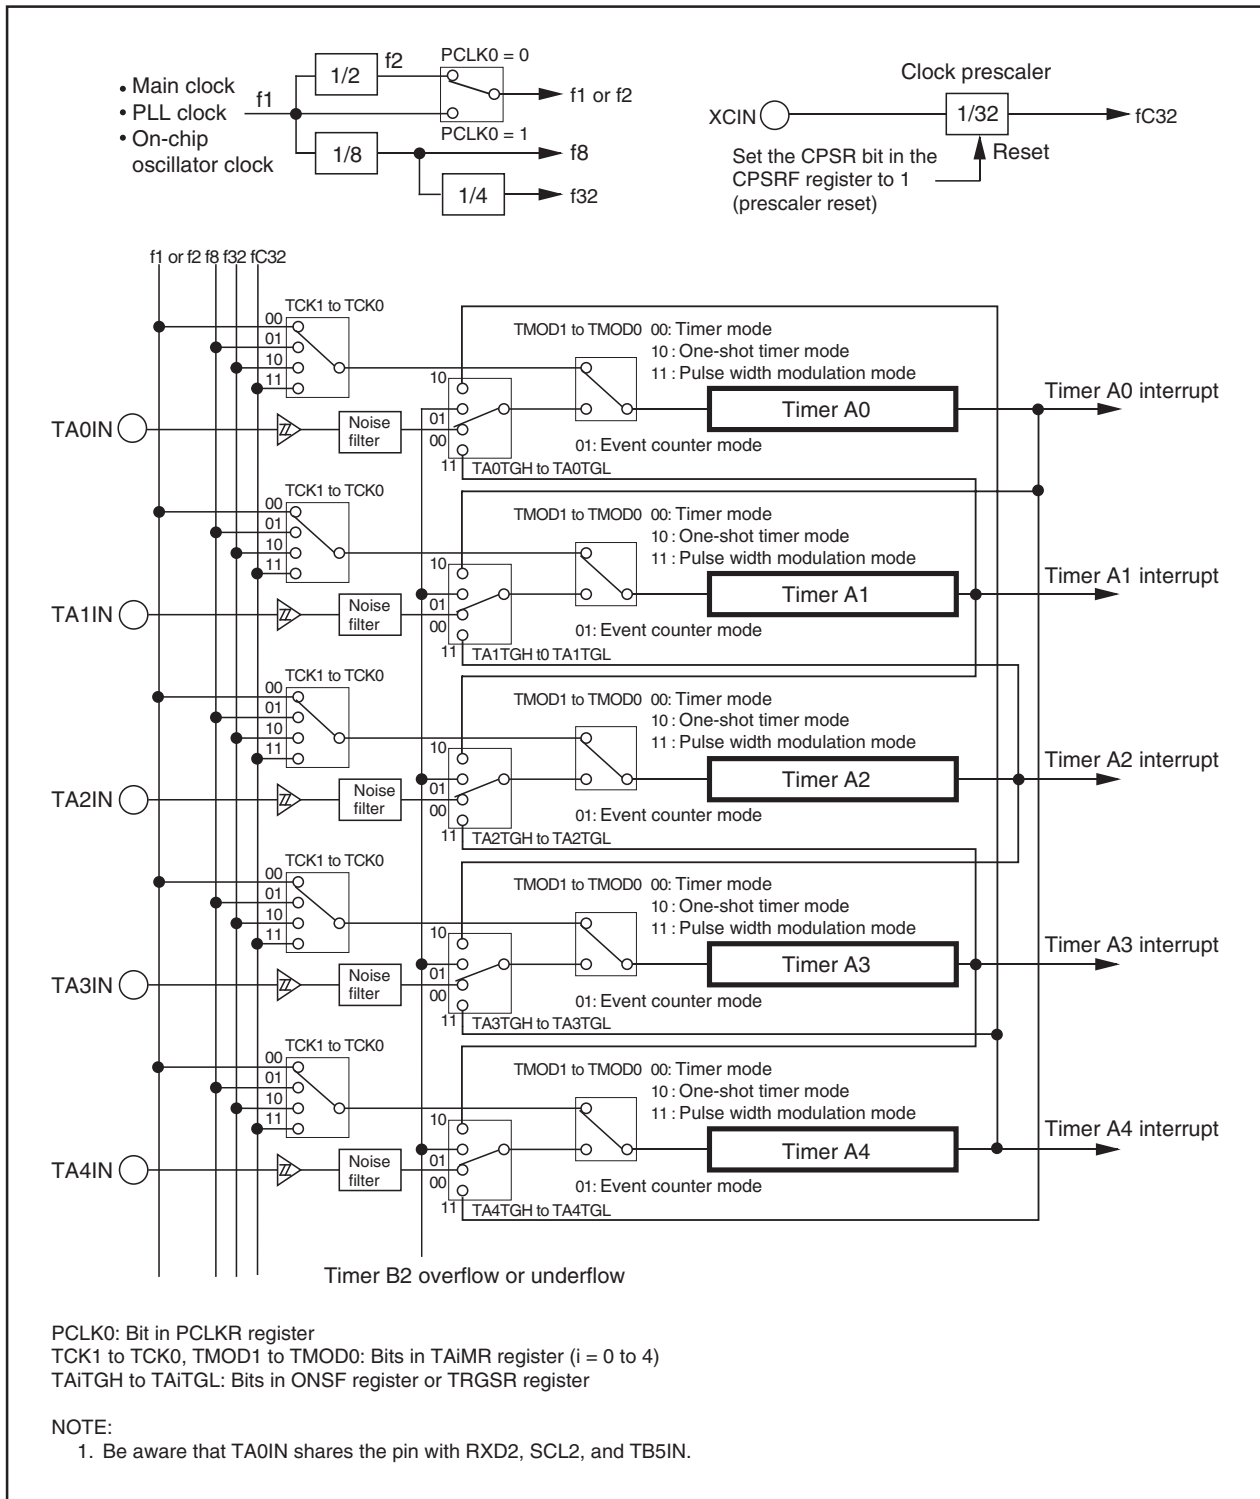 • Main clock
• PLL clock
• On-chip
oscillator clock
f1
1/2
f2
PCLK0 = 0
f1 or f2
PCLK0 = 1
1/8
f8
1/4
f32
Clock prescaler
XCIN
1/32
fC32
Set the CPSR bit in the
CPSRF register to 1
(prescaler reset)
Reset
f1 or f2 f8 f32 fC32
TCK1 to TCK0
00
01
10
11
TMOD1 to TMOD0 00: Timer mode
10 : One-shot timer mode
11 : Pulse width modulation mode
10
01
00
11
TA0IN
Noise
filter
Timer A0
Timer A0 interrupt
01: Event counter mode
TA0TGH to TA0TGL
TCK1 to TCK0
00
01
10
11
TMOD1 to TMOD0 00: Timer mode
10 : One-shot timer mode
11 : Pulse width modulation mode
10
01
00
11
TA1IN
Noise
filter
Timer A1
Timer A1 interrupt
01: Event counter mode
TA1TGH t0 TA1TGL
TCK1 to TCK0
00
01
10
11
TMOD1 to TMOD0 00: Timer mode
10 : One-shot timer mode
11 : Pulse width modulation mode
10
01
00
11
TA2IN
Noise
filter
Timer A2
Timer A2 interrupt
01: Event counter mode
TA2TGH to TA2TGL
TCK1 to TCK0
00
01
10
11
TMOD1 to TMOD0 00: Timer mode
10 : One-shot timer mode
11 : Pulse width modulation mode
10
01
00
11
TA3IN
Noise
filter
Timer A3
Timer A3 interrupt
01: Event counter mode
TA3TGH to TA3TGL
TCK1 to TCK0
00
01
10
11
TMOD1 to TMOD0 00: Timer mode
10 : One-shot timer mode
11 : Pulse width modulation mode
10
01
00
11
TA4IN
Noise
filter
Timer A4
Timer A4 interrupt
01: Event counter mode
TA4TGH to TA4TGL
Timer B2 overflow or underflow
PCLK0: Bit in PCLKR register
TCK1 to TCK0, TMOD1 to TMOD0: Bits in TAiMR register (i = 0 to 4)
TAiTGH to TAiTGL: Bits in ONSF register or TRGSR register
NOTE:
1. Be aware that TA0IN shares the pin with RXD2, SCL2, and TB5IN.